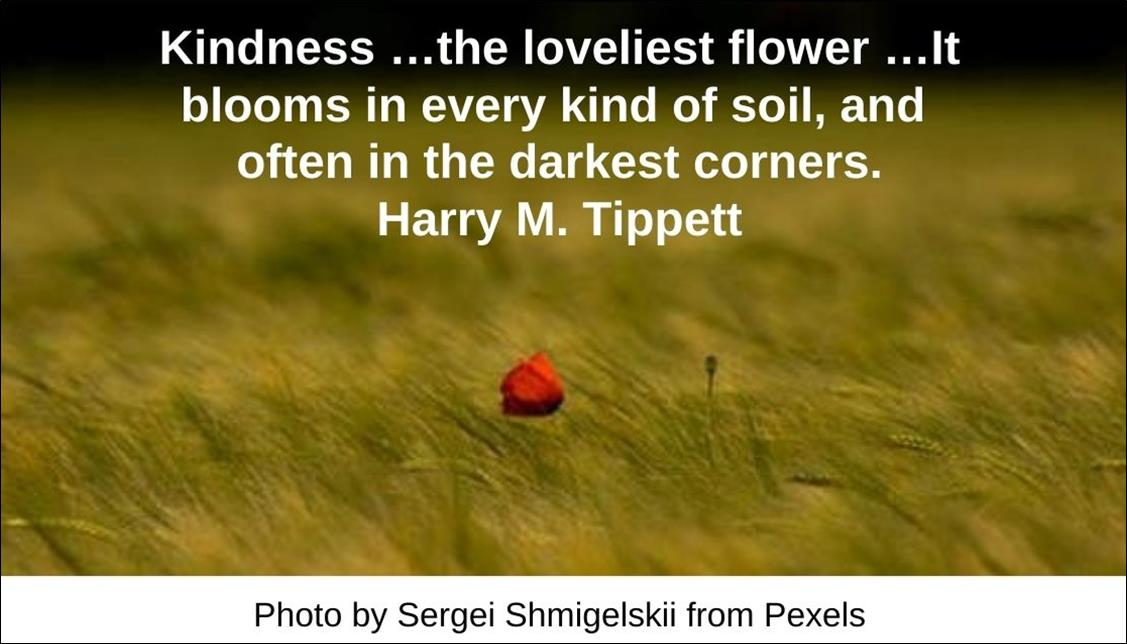 Kindness …the loveliest flower …It
blooms in every kind of soil, and
often in the darkest corners.
Harry M. Tippett
Photo by Sergei Shmigelskii from Pexels